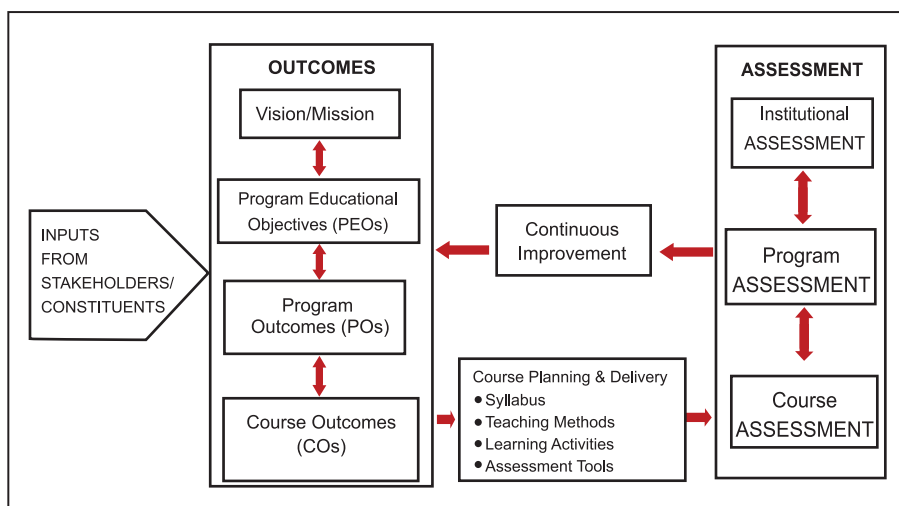 INPUTS
FROM
STAKEHOLDERS/
CONSTITUENTS
OUTCOMES
Vision/Mission
Program Educational
Objectives (PEOs)
Program
Outcomes (POs)
Course Outcomes
(COs)
Continuous
Improvement
Course Planning & Delivery
● Syllabus
● Teaching Methods
● Learning Activities
● Assessment Tools
ASSESSMENT
Institutional
ASSESSMENT
Program
ASSESSMENT
Course
ASSESSMENT